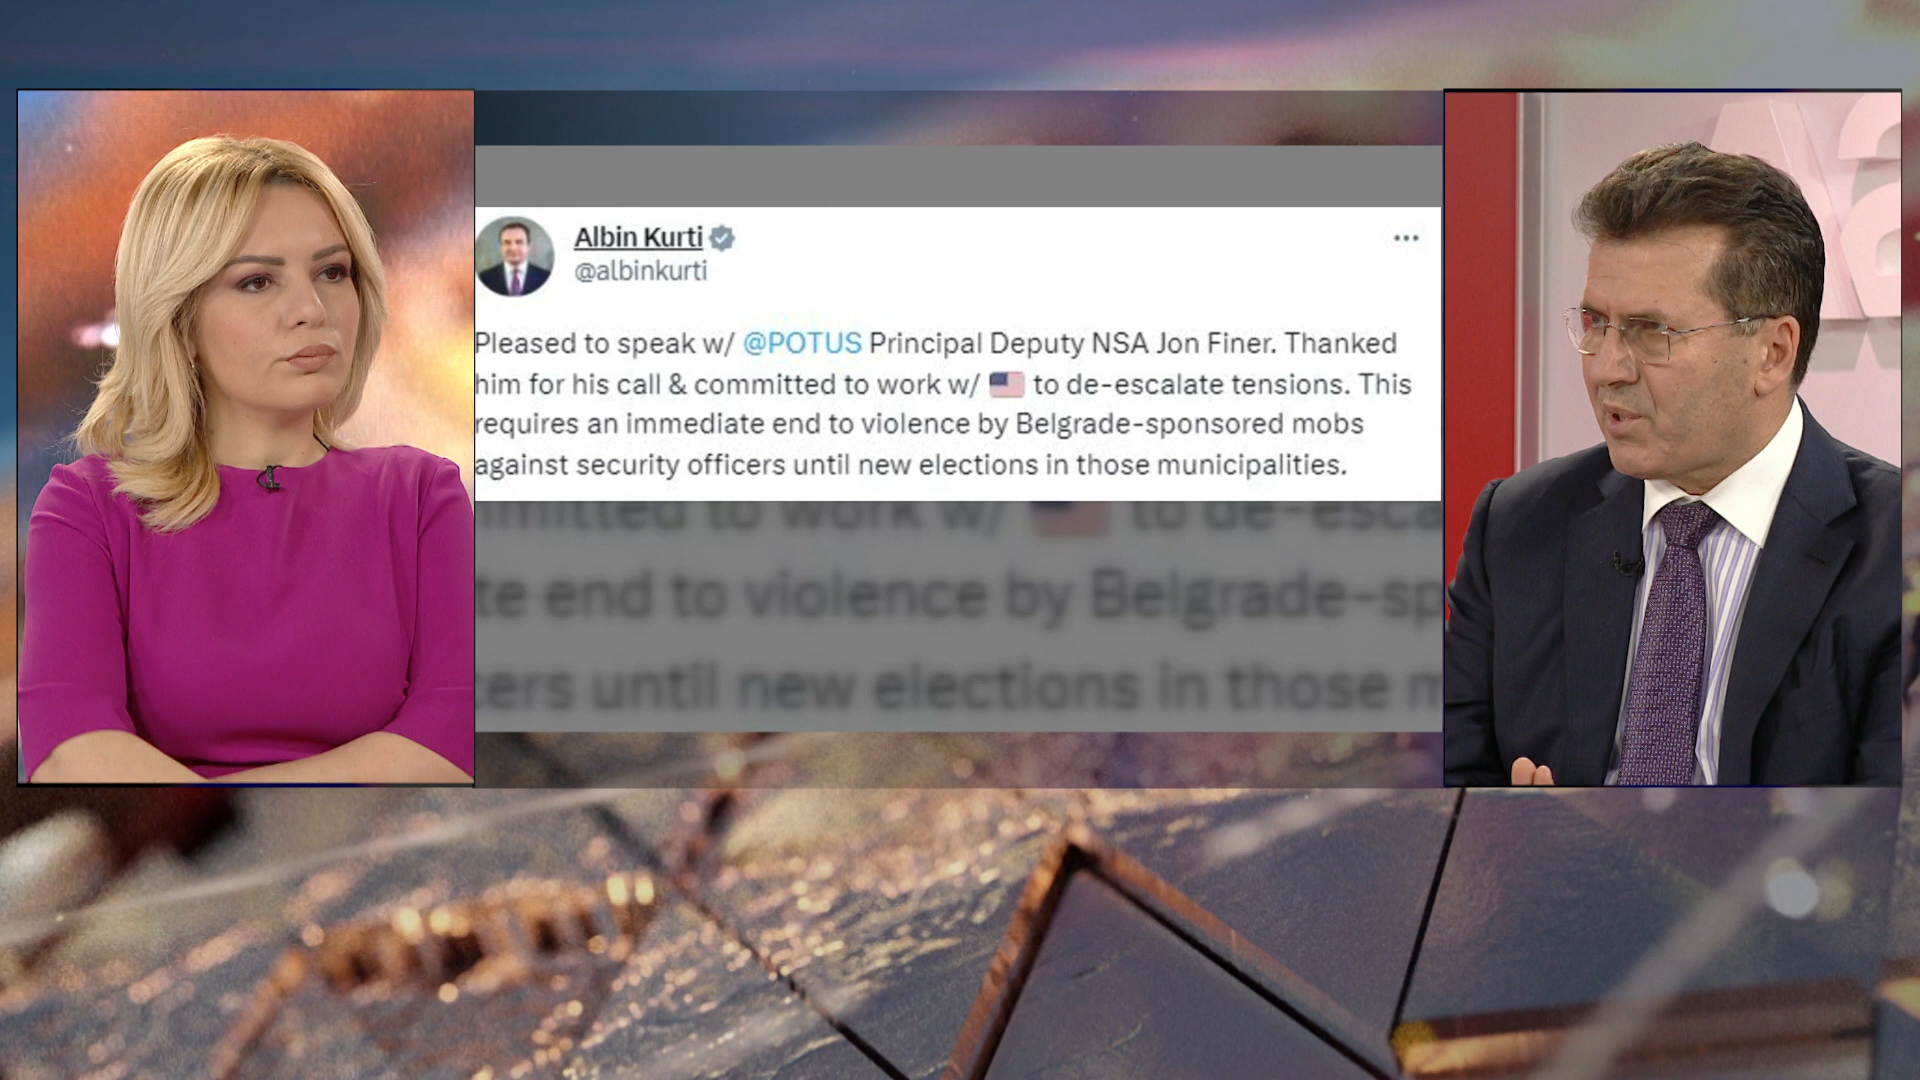 Albin Kurti
@albinkurti
Pleased to speak w/ @POTUS Principal Deputy NSA Jon Finer. Thanked
him for his call & committed to work w/ 🇺🇸 to de-escalate tensions. This
requires an immediate end to violence by Belgrade-sponsored mobs
against security officers until new elections in those municipalities.
mmitted to work w/ 🇺🇸 to de-esca
te end to violence by Belgrade-sp
cers until new elections in those m